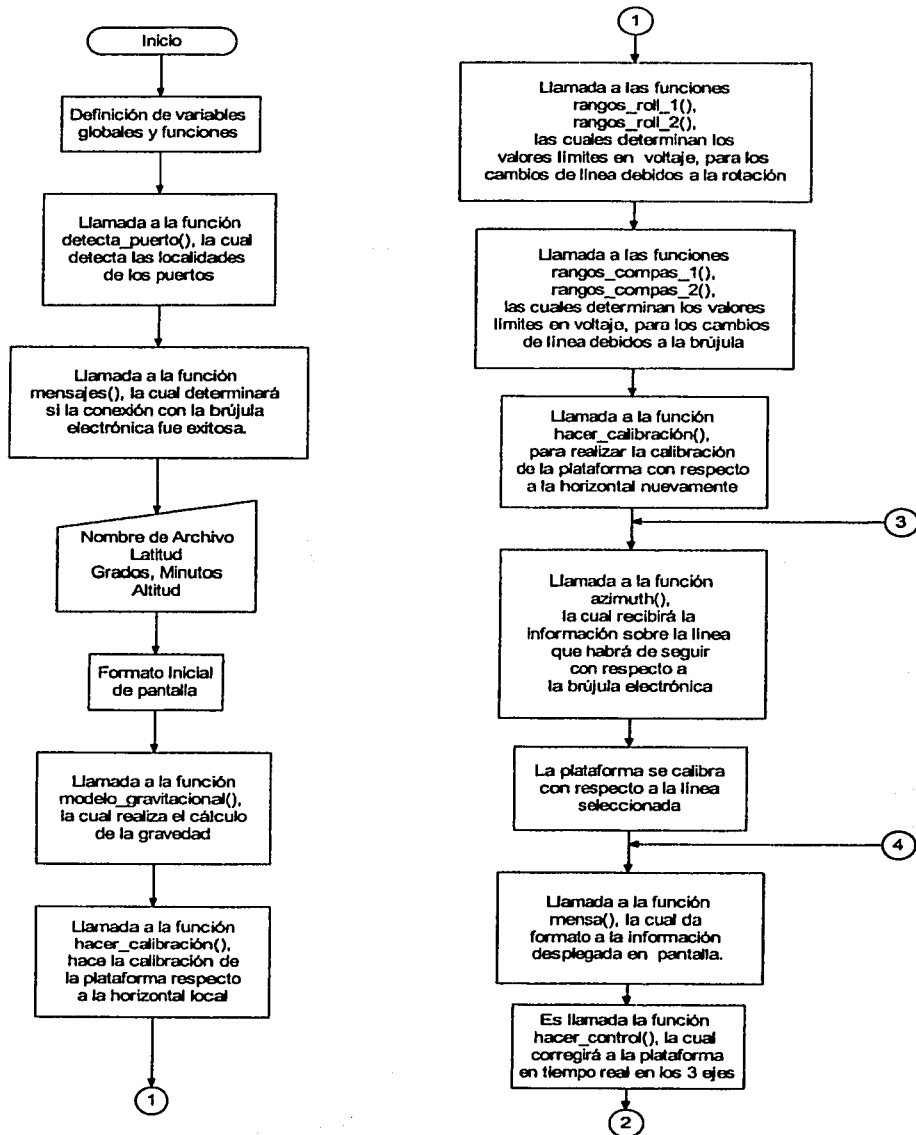 Inicio
Definición de variables
globales y funciones
Llamada a la función
detecta_puerto(), la cual
detecta las localidades
de los puertos
Llamada a la función
mensajes(), la cual determinará
si la conexión con la brújula
electrónica fue exitosa.
Nombre de Archivo
Latitud
Grados, Minutos
Altitud
Formato Inicial
de pantalla
Llamada a la función
modelo_gravitacional(),
la cual realiza el cálculo
de la gravedad
Llamada a la función
hacer_calibración(),
hace la calibración de
la plataforma respecto
a la horizontal local
1
1
Llamada a las funciones
rangos_roll_1(),
rangos_roll_2(),
las cuales determinan los
valores límites en voltaje, para los
cambios de línea debidos a la rotación
Llamada a las funciones
rangos_compas_1(),
rangos_compas_2(),
las cuales determinan los valores
límites en voltaje, para los cambios
de línea debidos a la brújula
Llamada a la función
hacer_calibración(),
para realizar la calibración
de la plataforma con respecto
a la horizontal nuevamente
3
Llamada a la función
azimuth(),
la cual recibirá la
información sobre la línea
que habrá de seguir
con respecto a
la brújula electrónica
La plataforma se calibra
con respecto a la línea
seleccionada
4
Llamada a la función
mensa(), la cual da
formato a la información
desplegada en pantalla.
Es llamada la función
hacer_control(), la cual
corregirá a la plataforma
en tiempo real en los 3 ejes
2